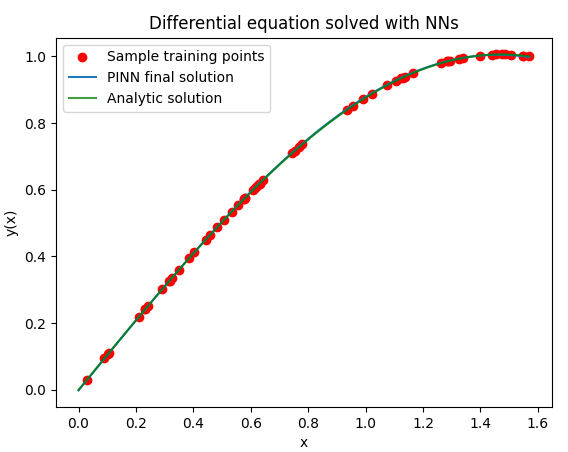 Differential equation solved with NNs
Sample training points
PINN final solution
Analytic solution
1.0
0.8
0.6
0.4
0.2
0.0
y(x)
0.0 0.2 0.4 0.6 0.8 1.0 1.2 1.4 1.6
x